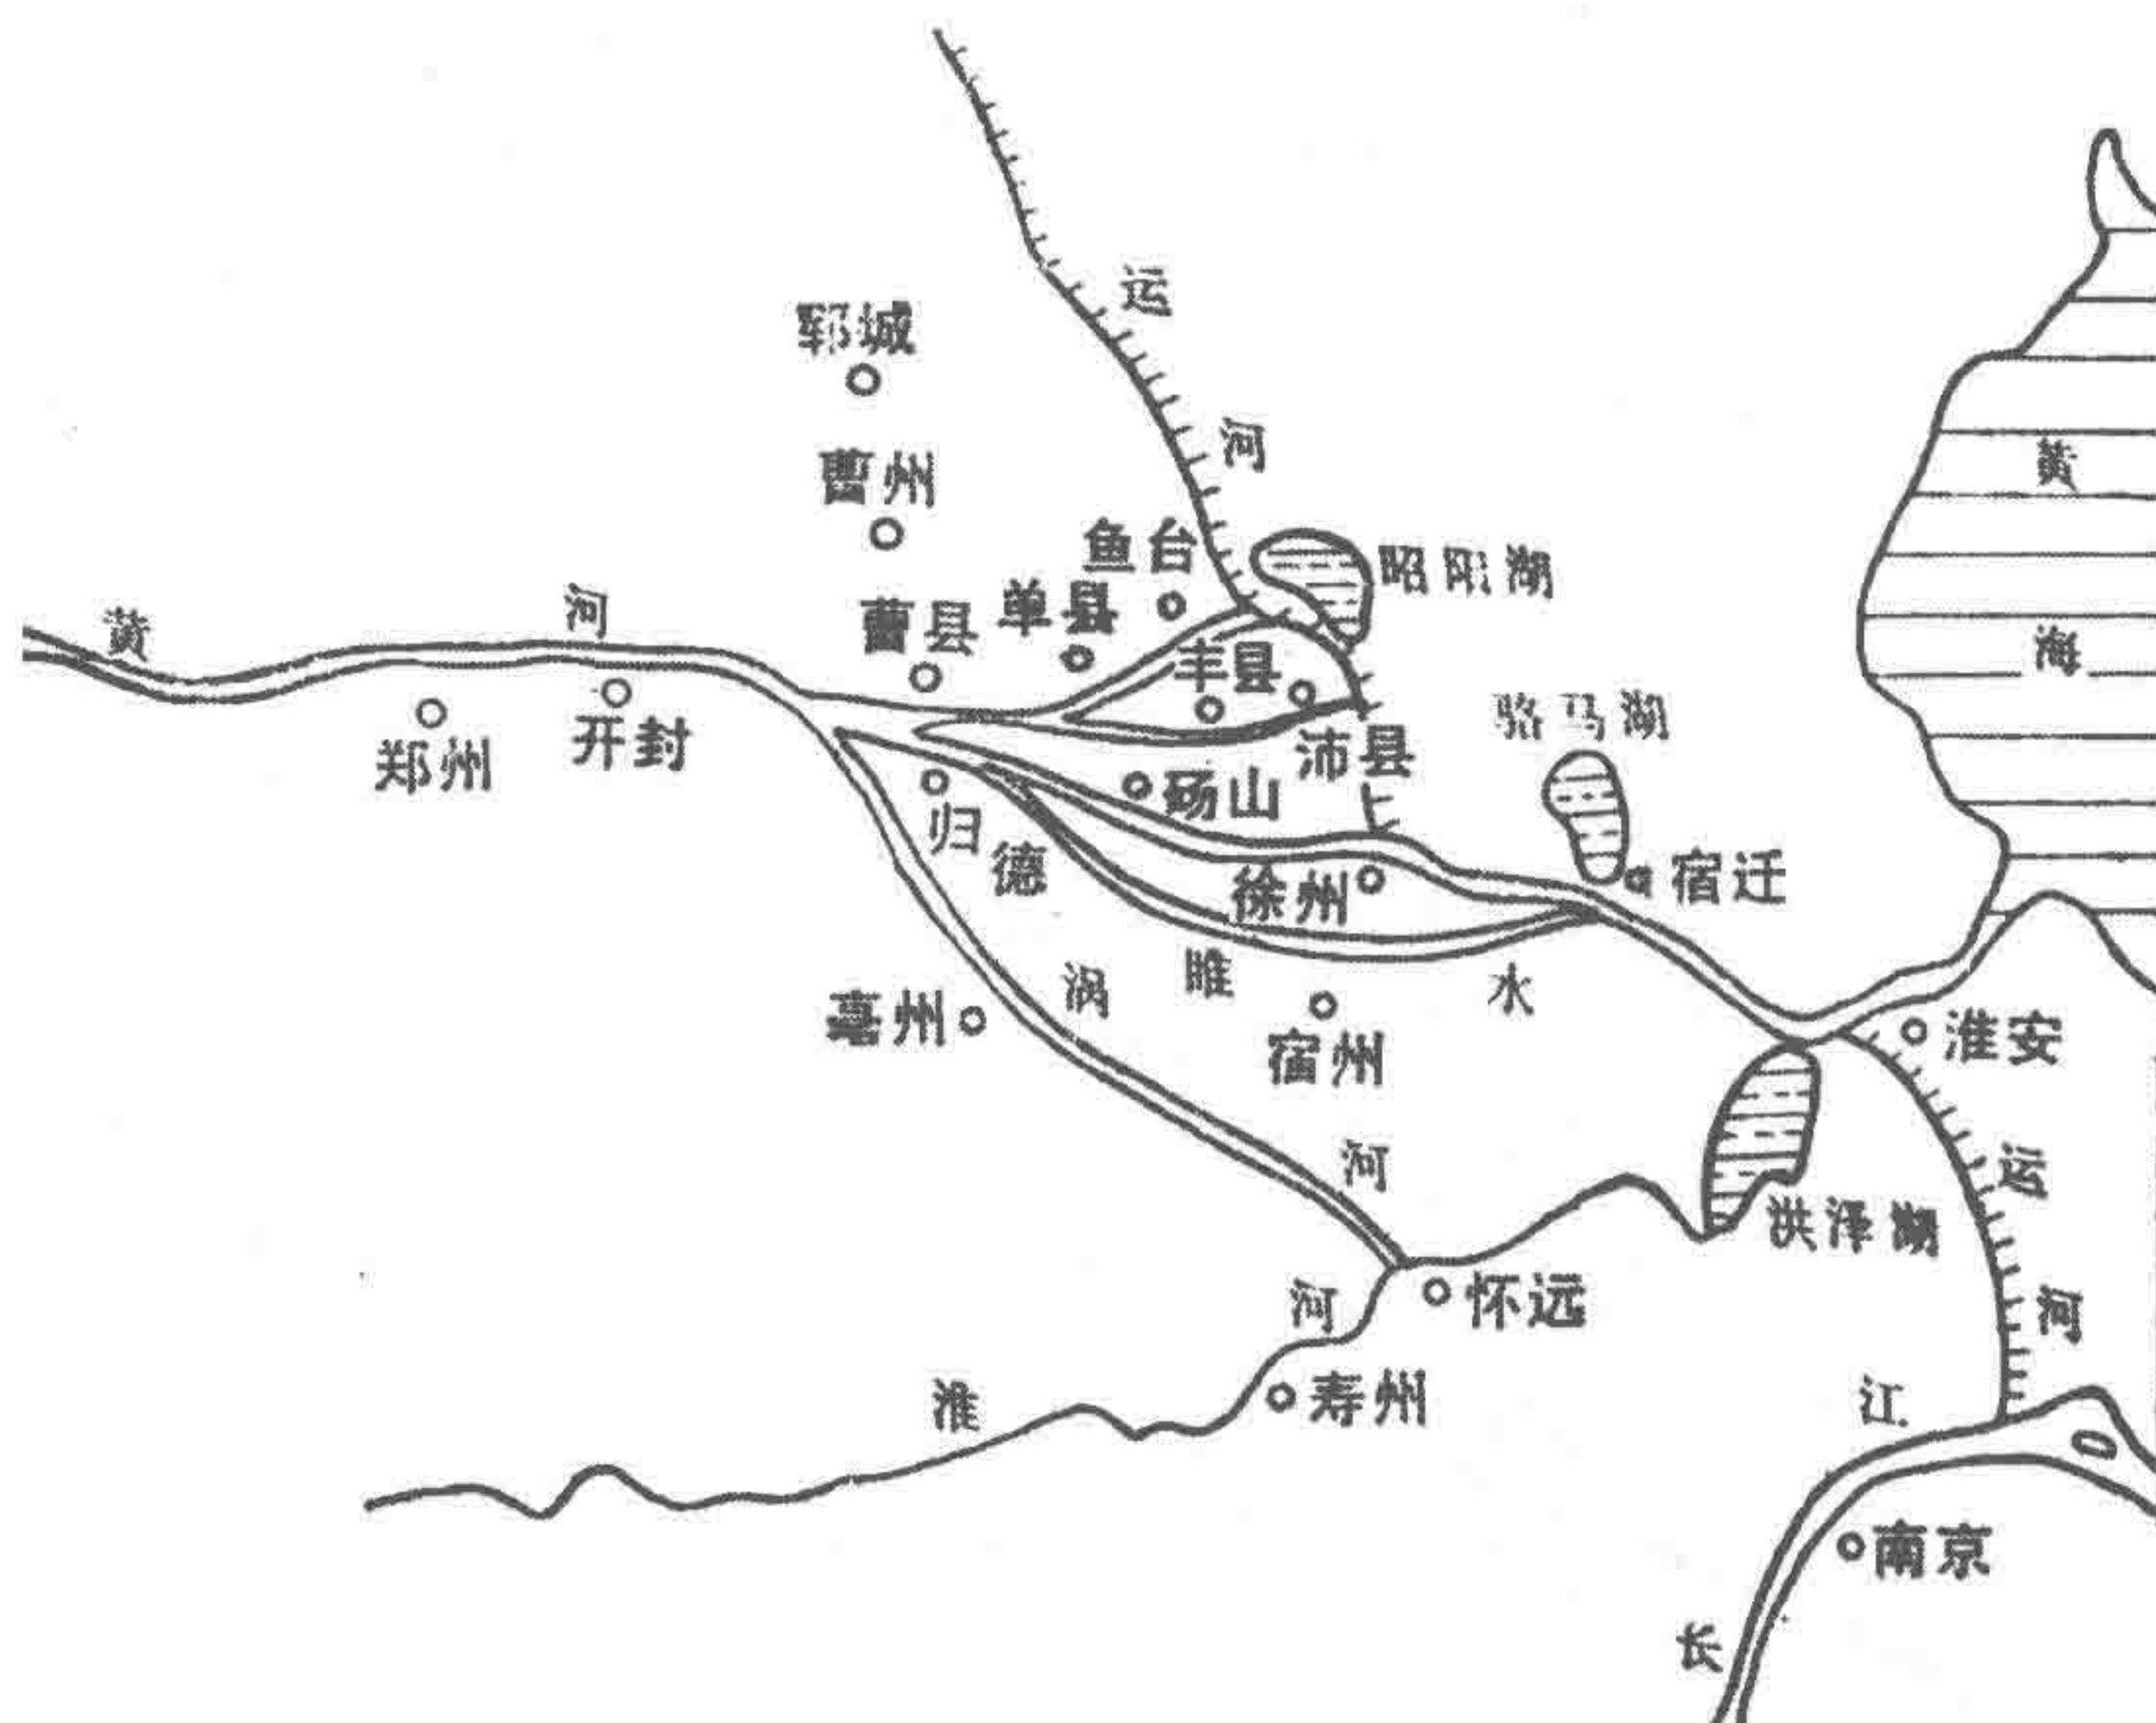 运河
郓城
曹州
鱼台
昭阳湖
单县
曹县
黄河
丰县
沛县
郑州
开封
砀山
归德
骆马湖
宿迁
徐州
黄海
亳州
涡河
睢水
宿州
淮安
洪泽湖
运河
怀远
淮河
寿州
长江
南京